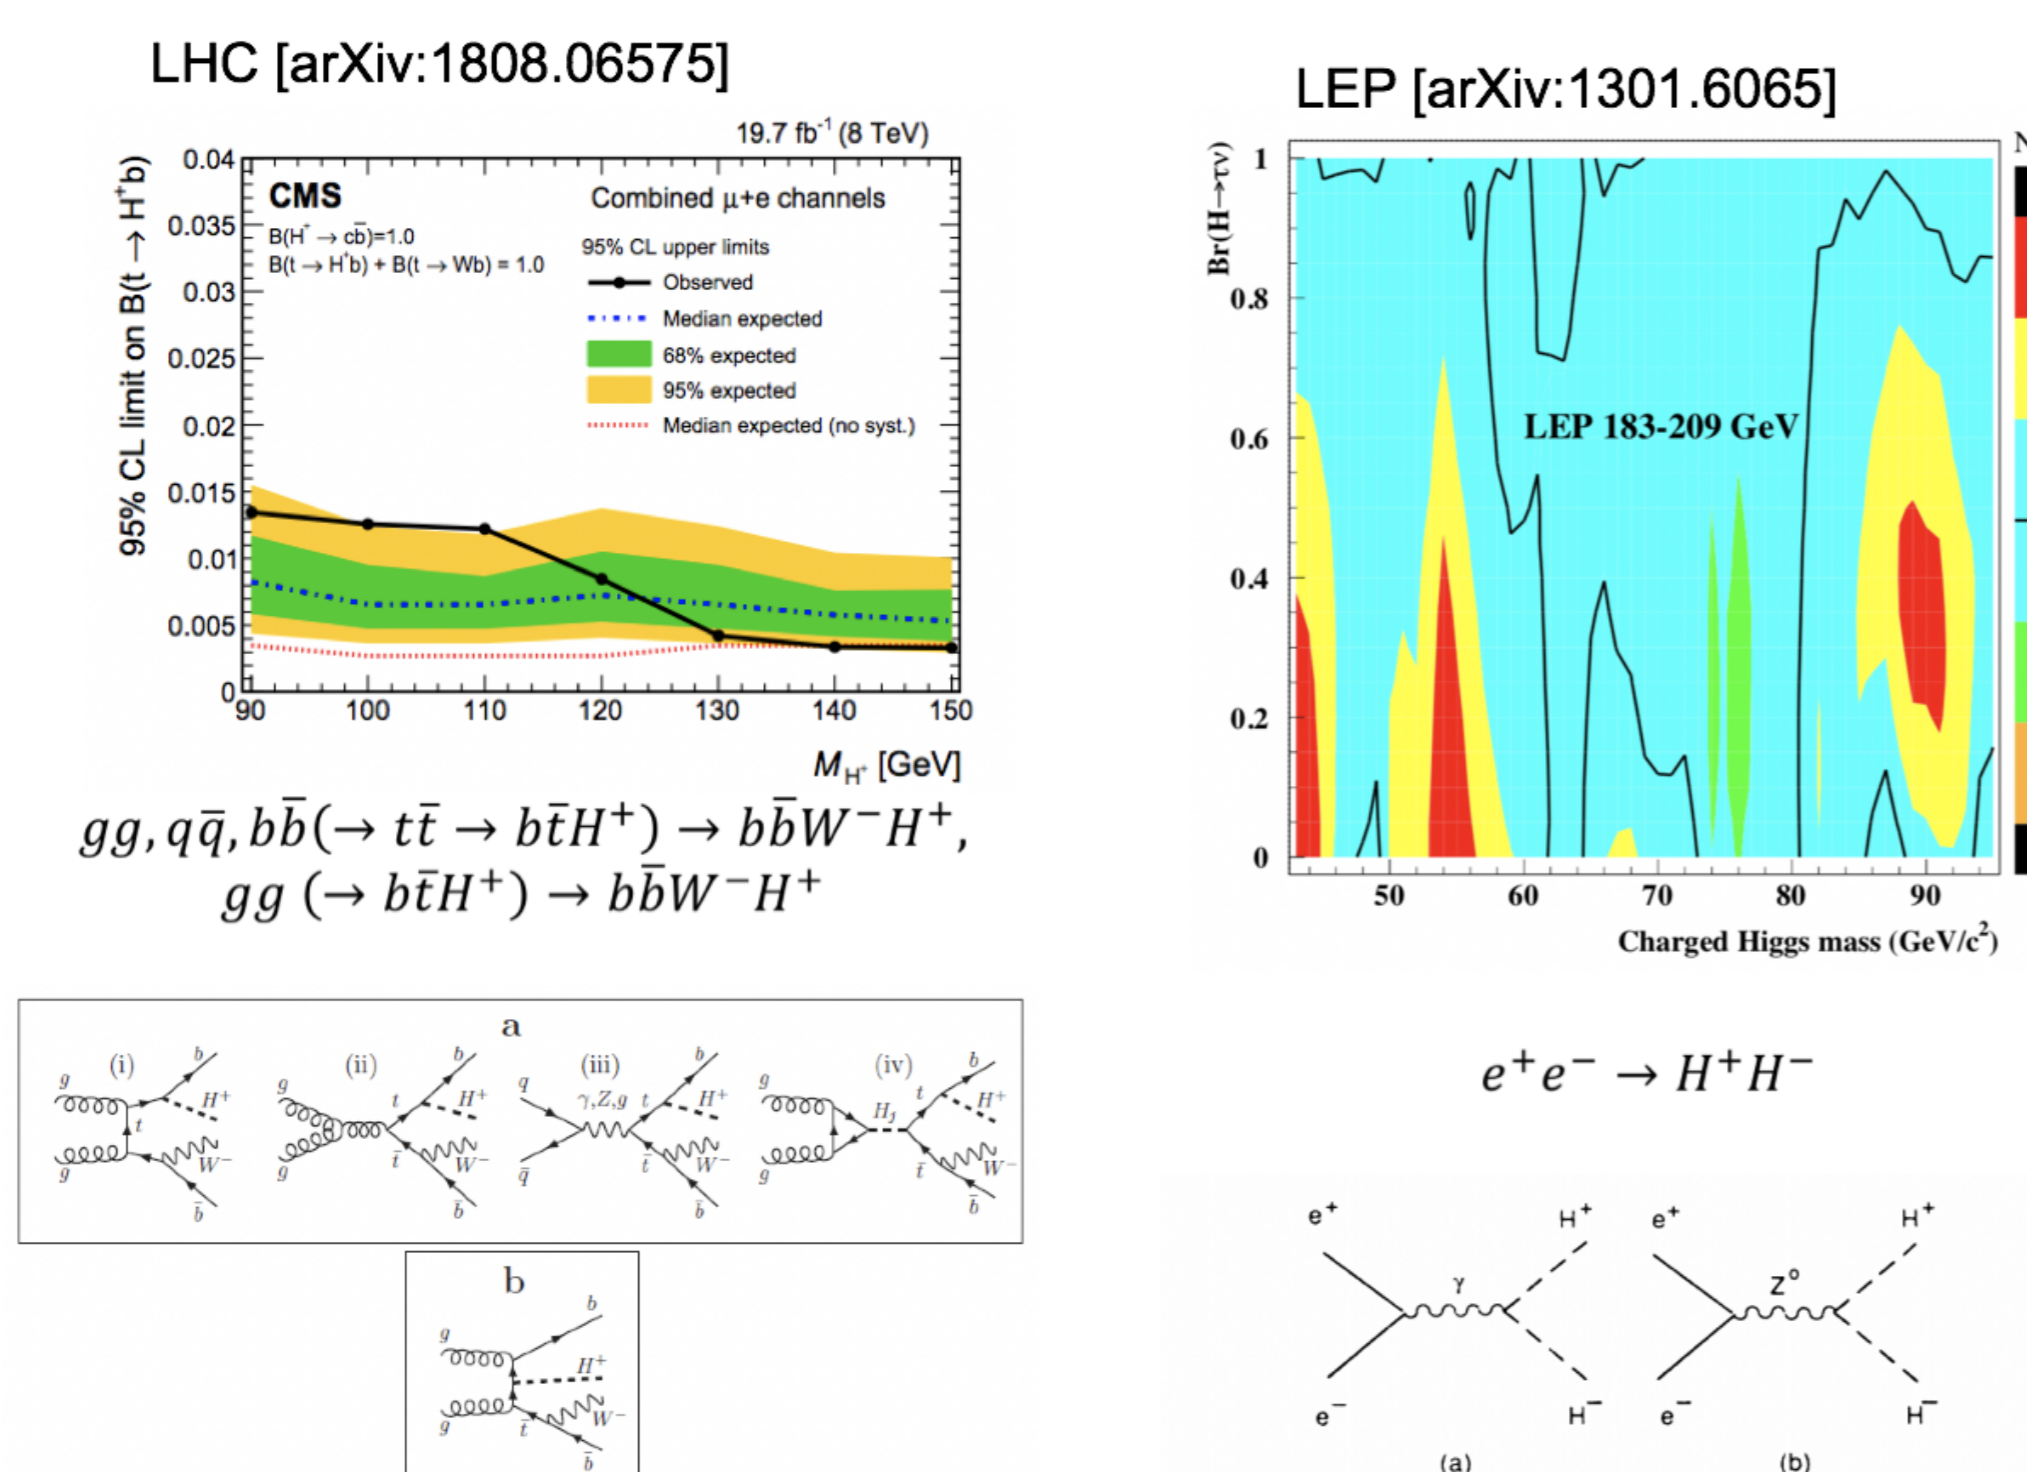 LHC [arXiv:1808.06575]
19.7 fb⁻¹ (8 TeV)
95% CL limit on B(t → H⁺b)
0.04
0.035
0.03
0.025
0.02
0.015
0.01
0.005
0
CMS
B(H⁺ → cb̅)=1.0
B(t → H⁺b) + B(t → Wb) = 1.0
Combined μ+e channels
95% CL upper limits
Observed
Median expected
68% expected
95% expected
Median expected (no syst.)
90 100 110 120 130 140 150
M_H⁺ [GeV]
gg, qq̅, bb̅(→ tt̅ → bt̅H⁺) → bb̅W⁻H⁺,
gg (→ bt̅H⁺) → bb̅W⁻H⁺
a
(i) (ii) (iii) (iv)
g g t b H⁺ W⁻ b̅
g g t t̅ b H⁺ W⁻ b̅
q q̅ γ,Z,g t t̅ b H⁺ W⁻ b̅
g g H_j t t̅ b H⁺ W⁻ b̅
b
g g t̅ b H⁺ W⁻ b̅
LEP [arXiv:1301.6065]
N
Br(H→τν)
1
0.8
0.6
0.4
0.2
0
LEP 183-209 GeV
50 60 70 80 90
Charged Higgs mass (GeV/c²)
e⁺e⁻ → H⁺H⁻
e⁺ H⁺ e⁺ H⁺
γ Z⁰
e⁻ H⁻ e⁻ H⁻
(a) (b)